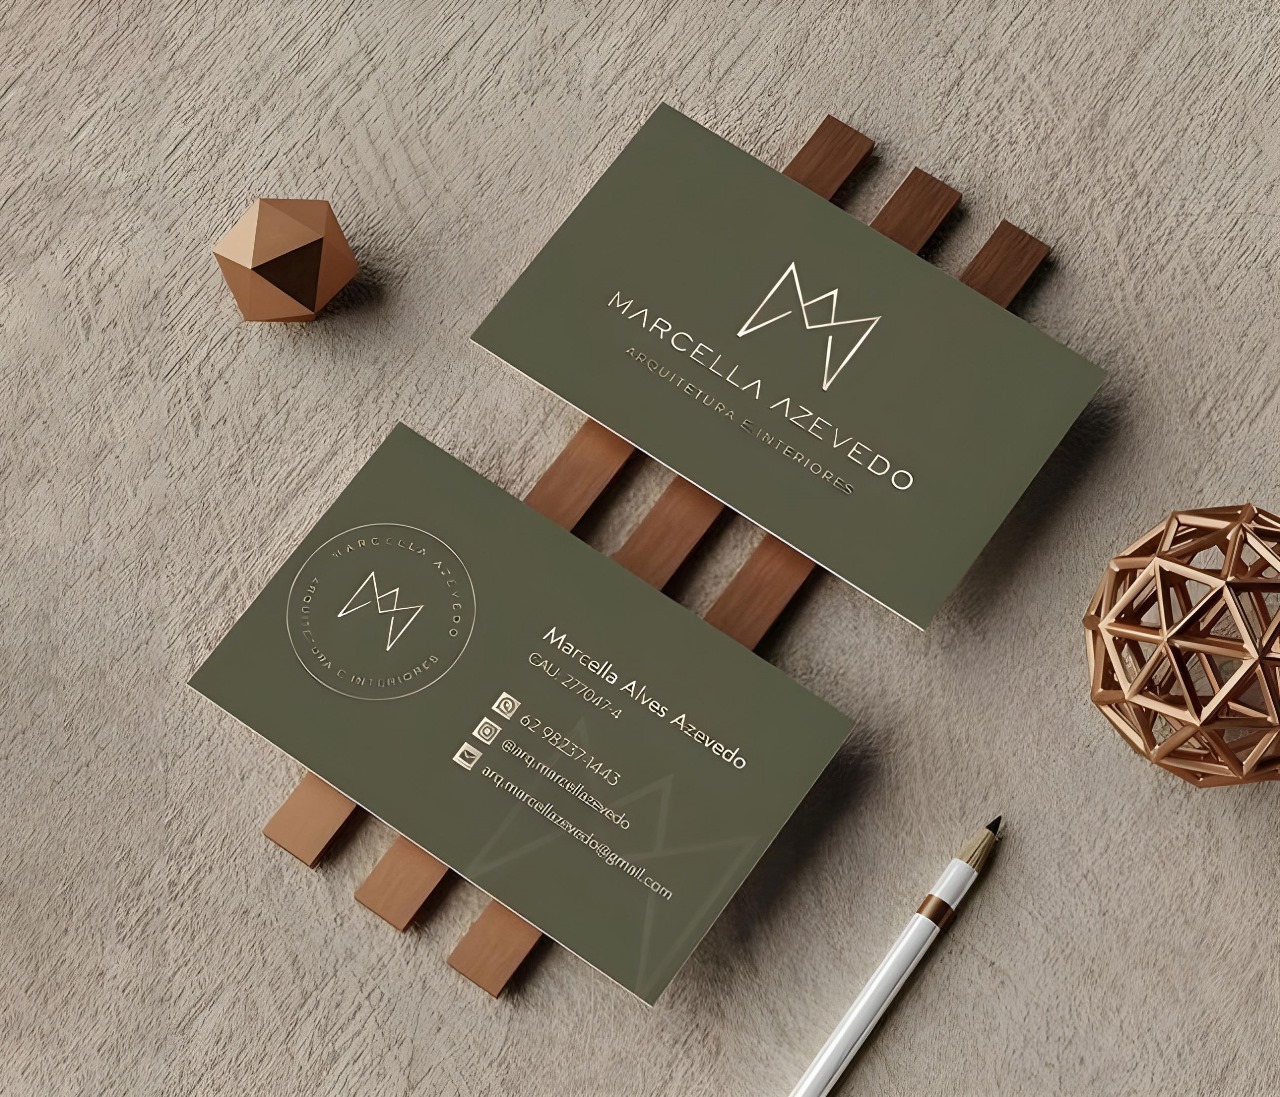 MARCELLA AZEVEDO
ARQUITETURA E INTERIORES
MARCELLA AZEVEDO
ARQUITETURA E INTERIORES
Marcella Alves Azevedo
CAU: 277047-4
62 98237-1443
@arq.marcellazevedo
arq.marcellazevedo@gmail.com